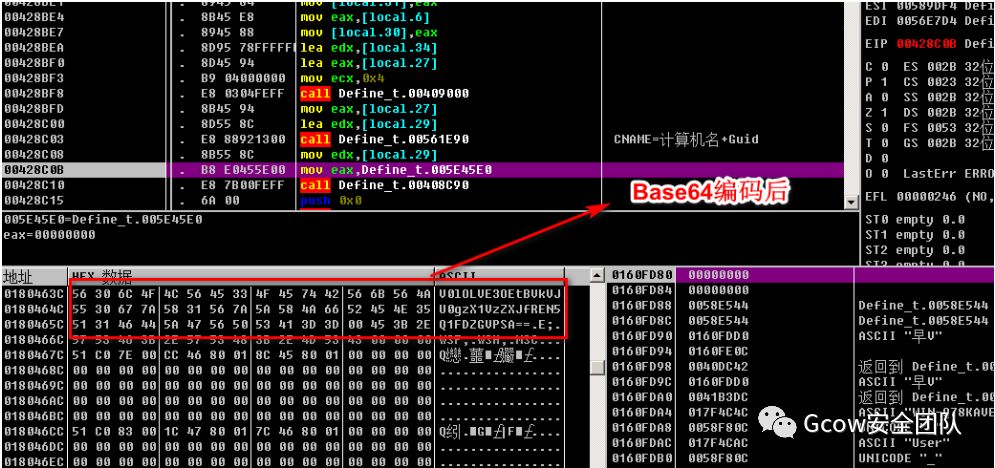 00428BE4 . 8B45 E8 mov eax,[local.6]
00428BE7 . 8945 88 mov [local.30],eax
00428BEA . 8D95 78FFFFFF lea edx,[local.34]
00428BF0 . 8D45 94 lea eax,[local.27]
00428BF3 . B9 04000000 mov ecx,0x4
00428BF8 . E8 0304FEFF call Define_t.00409000
00428BFD . 8B45 94 mov eax,[local.27]
00428C00 . 8D55 8C lea edx,[local.29]
00428C03 . E8 88921300 call Define_t.00561E90 CNAME=计算机名+Guid
00428C08 . 8B55 8C mov edx,[local.29]
00428C0B . B8 E0455E00 mov eax,Define_t.005E45E0
00428C10 . E8 7B00FEFF call Define_t.00408C90
00428C15 . 6A 00 push 0x0
Base64编码后
005E45E0=Define_t.005E45E0
eax=00000000
ESI 00589DF4 Defi
EDI 0056E7D4 Defi
EIP 00428C0B Defin
C 0 ES 002B 32位
P 1 CS 0023 32位
A 0 SS 002B 32位
Z 1 DS 002B 32位
S 0 FS 0053 32位
T 0 GS 002B 32位
D 0
O 0 LastErr ERRO
EFL 00000246 (NO,
ST0 empty 0.0
ST1 empty 0.0
ST2 empty 0.0
地址 HEX 数据 ASCII
0180463C 56 30 6C 4F 4C 56 45 33 4F 45 74 42 56 6B 56 4A V0lOLVE3OEtBVkVJ
0180464C 55 30 67 7A 58 31 56 7A 5A 58 4A 66 52 45 4E 35 U0gzX1VzZXJfREN5
0180465C 51 31 46 44 5A 47 56 50 53 41 3D 3D 00 45 3B 2E Q1FDZGVPSA==.E;.
0180466C 57 53 46 3B 2E 57 53 48 3B 2E 4D 53 43 00 00 00 WSF;.WSH;.MSC...
0180467C 51 C0 7E 00 CC 46 80 01 8C 45 80 01 00 00 00 00
0180468C 00 00 00 00 00 00 00 00 00 00 00 00 00 00 00 00 ................
0180469C 00 00 00 00 00 00 00 00 00 00 00 00 00 00 00 00 ................
018046AC 00 00 00 00 00 00 00 00 00 00 00 00 00 00 00 00 ................
018046BC 00 00 00 00 00 00 00 00 00 00 00 00 00 00 00 00 ................
018046CC 51 C0 83 00 1C 47 80 01 7C 46 80 01 00 00 00 00
018046DC 00 00 00 00 00 00 00 00 00 00 00 00 00 00 00 00 ................
018046EC 00 00 00 00 00 00 00 00 00 00 00 00 00 00 00 00 ................
0160FD80 00000000
0160FD84 00000000
0160FD88 0058E544 Define_t.0058E544
0160FD8C 0058E544 Define_t.0058E544
0160FD90 0160FDD0 ASCII "早V"
0160FD94 0160FE0C
0160FD98 0040DC42 返回到 Define_t.00
0160FD9C 0160FDD0 ASCII "早V"
0160FDA0 0041B3DC 返回到 Define_t.00
0160FDA4 017F4C4C ASCII "WIN-Q78KAVE
0160FDA8 0058F80C
0160FDAC 017F4CAC ASCII "User"
0160FDB0 0058F80C UNICODE "_"
Gcow安全团队